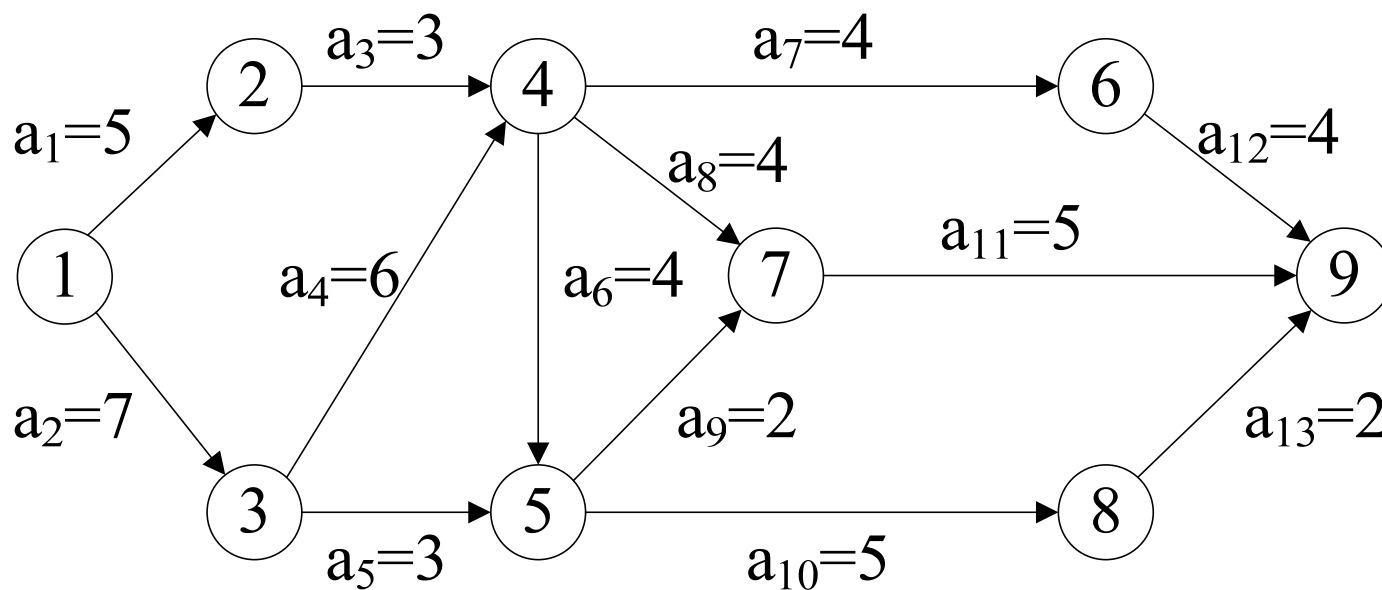 a₃=3
a₇=4
2
4
6
a₁=5
a₈=4
a₁₂=4
a₁₁=5
1
a₄=6
a₆=4
7
9
a₂=7
a₉=2
a₁₃=2
3
5
8
a₅=3
a₁₀=5